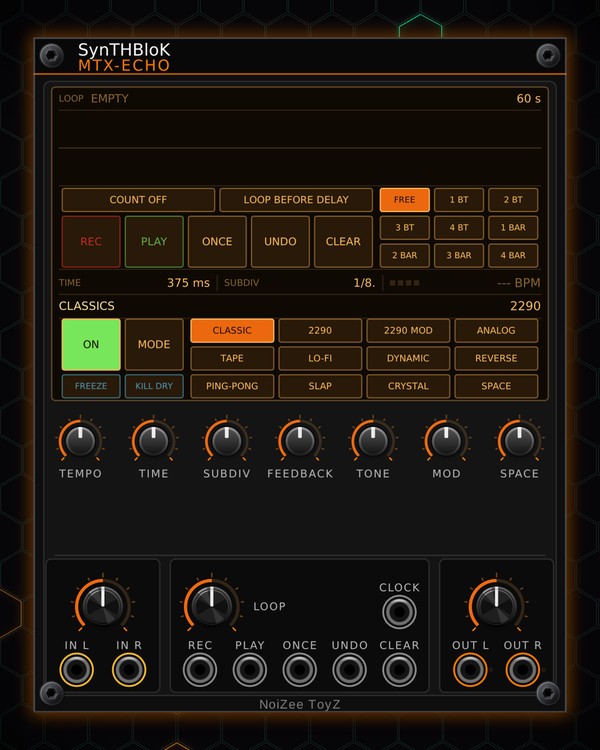 SynTHBloK
MTX-ECHO
LOOP EMPTY 60 s
COUNT OFF LOOP BEFORE DELAY FREE 1 BT 2 BT
REC PLAY ONCE UNDO CLEAR 3 BT 4 BT 1 BAR
2 BAR 3 BAR 4 BAR
TIME 375 ms SUBDIV 1/8. --- BPM
CLASSICS 2290
ON MODE CLASSIC 2290 2290 MOD ANALOG
TAPE LO-FI DYNAMIC REVERSE
FREEZE KILL DRY PING-PONG SLAP CRYSTAL SPACE
TEMPO TIME SUBDIV FEEDBACK TONE MOD SPACE
CLOCK
LOOP
IN L IN R REC PLAY ONCE UNDO CLEAR OUT L OUT R
NoiZee ToyZ